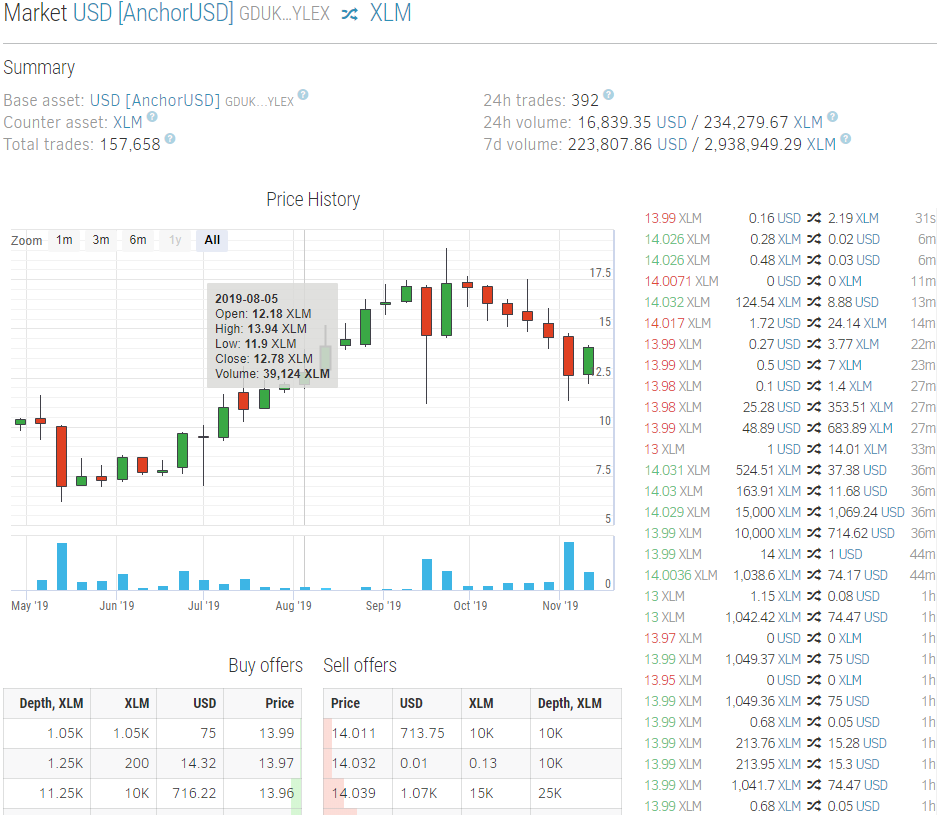 Market USD [AnchorUSD] GDUK...YLEX XLM
Summary
Base asset: USD [AnchorUSD] GDUK...YLEX ?
Counter asset: XLM ?
Total trades: 157,658 ?
24h trades: 392 ?
24h volume: 16,839.35 USD / 234,279.67 XLM ?
7d volume: 223,807.86 USD / 2,938,949.29 XLM ?
Price History
Zoom 1m 3m 6m 1y All
2019-08-05
Open: 12.18 XLM
High: 13.94 XLM
Low: 11.9 XLM
Close: 12.78 XLM
Volume: 39,124 XLM
17.5
15
2.5
10
7.5
5
0
May '19 Jun '19 Jul '19 Aug '19 Sep '19 Oct '19 Nov '19
Buy offers
Depth, XLM XLM USD Price
1.05K 1.05K 75 13.99
1.25K 200 14.32 13.97
11.25K 10K 716.22 13.96
Sell offers
Price USD XLM Depth, XLM
14.011 713.75 10K 10K
14.032 0.01 0.13 10K
14.039 1.07K 15K 25K
13.99 XLM 0.16 USD 2.19 XLM 31s
14.026 XLM 0.28 XLM 0.02 USD 6m
14.026 XLM 0.48 XLM 0.03 USD 6m
14.0071 XLM 0 USD 0 XLM 11m
14.032 XLM 124.54 XLM 8.88 USD 13m
14.017 XLM 1.72 USD 24.14 XLM 14m
13.99 XLM 0.27 USD 3.77 XLM 22m
13.99 XLM 0.5 USD 7 XLM 23m
13.98 XLM 0.1 USD 1.4 XLM 27m
13.98 XLM 25.28 USD 353.51 XLM 27m
13.99 XLM 48.89 USD 683.89 XLM 27m
13 XLM 1 USD 14.01 XLM 33m
14.031 XLM 524.51 XLM 37.38 USD 36m
14.03 XLM 163.91 XLM 11.68 USD 36m
14.029 XLM 15,000 XLM 1,069.24 USD 36m
13.99 XLM 10,000 XLM 714.62 USD 36m
13.99 XLM 14 XLM 1 USD 44m
14.0036 XLM 1,038.6 XLM 74.17 USD 44m
13 XLM 1.15 XLM 0.08 USD 1h
13 XLM 1,042.42 XLM 74.47 USD 1h
13.97 XLM 0 USD 0 XLM 1h
13.99 XLM 1,049.37 XLM 75 USD 1h
13.95 XLM 0 USD 0 XLM 1h
13.99 XLM 1,049.36 XLM 75 USD 1h
13.99 XLM 0.68 XLM 0.05 USD 1h
13.99 XLM 213.76 XLM 15.28 USD 1h
13.99 XLM 213.95 XLM 15.3 USD 1h
13.99 XLM 1,041.7 XLM 74.47 USD 1h
13.99 XLM 0.68 XLM 0.05 USD 1h